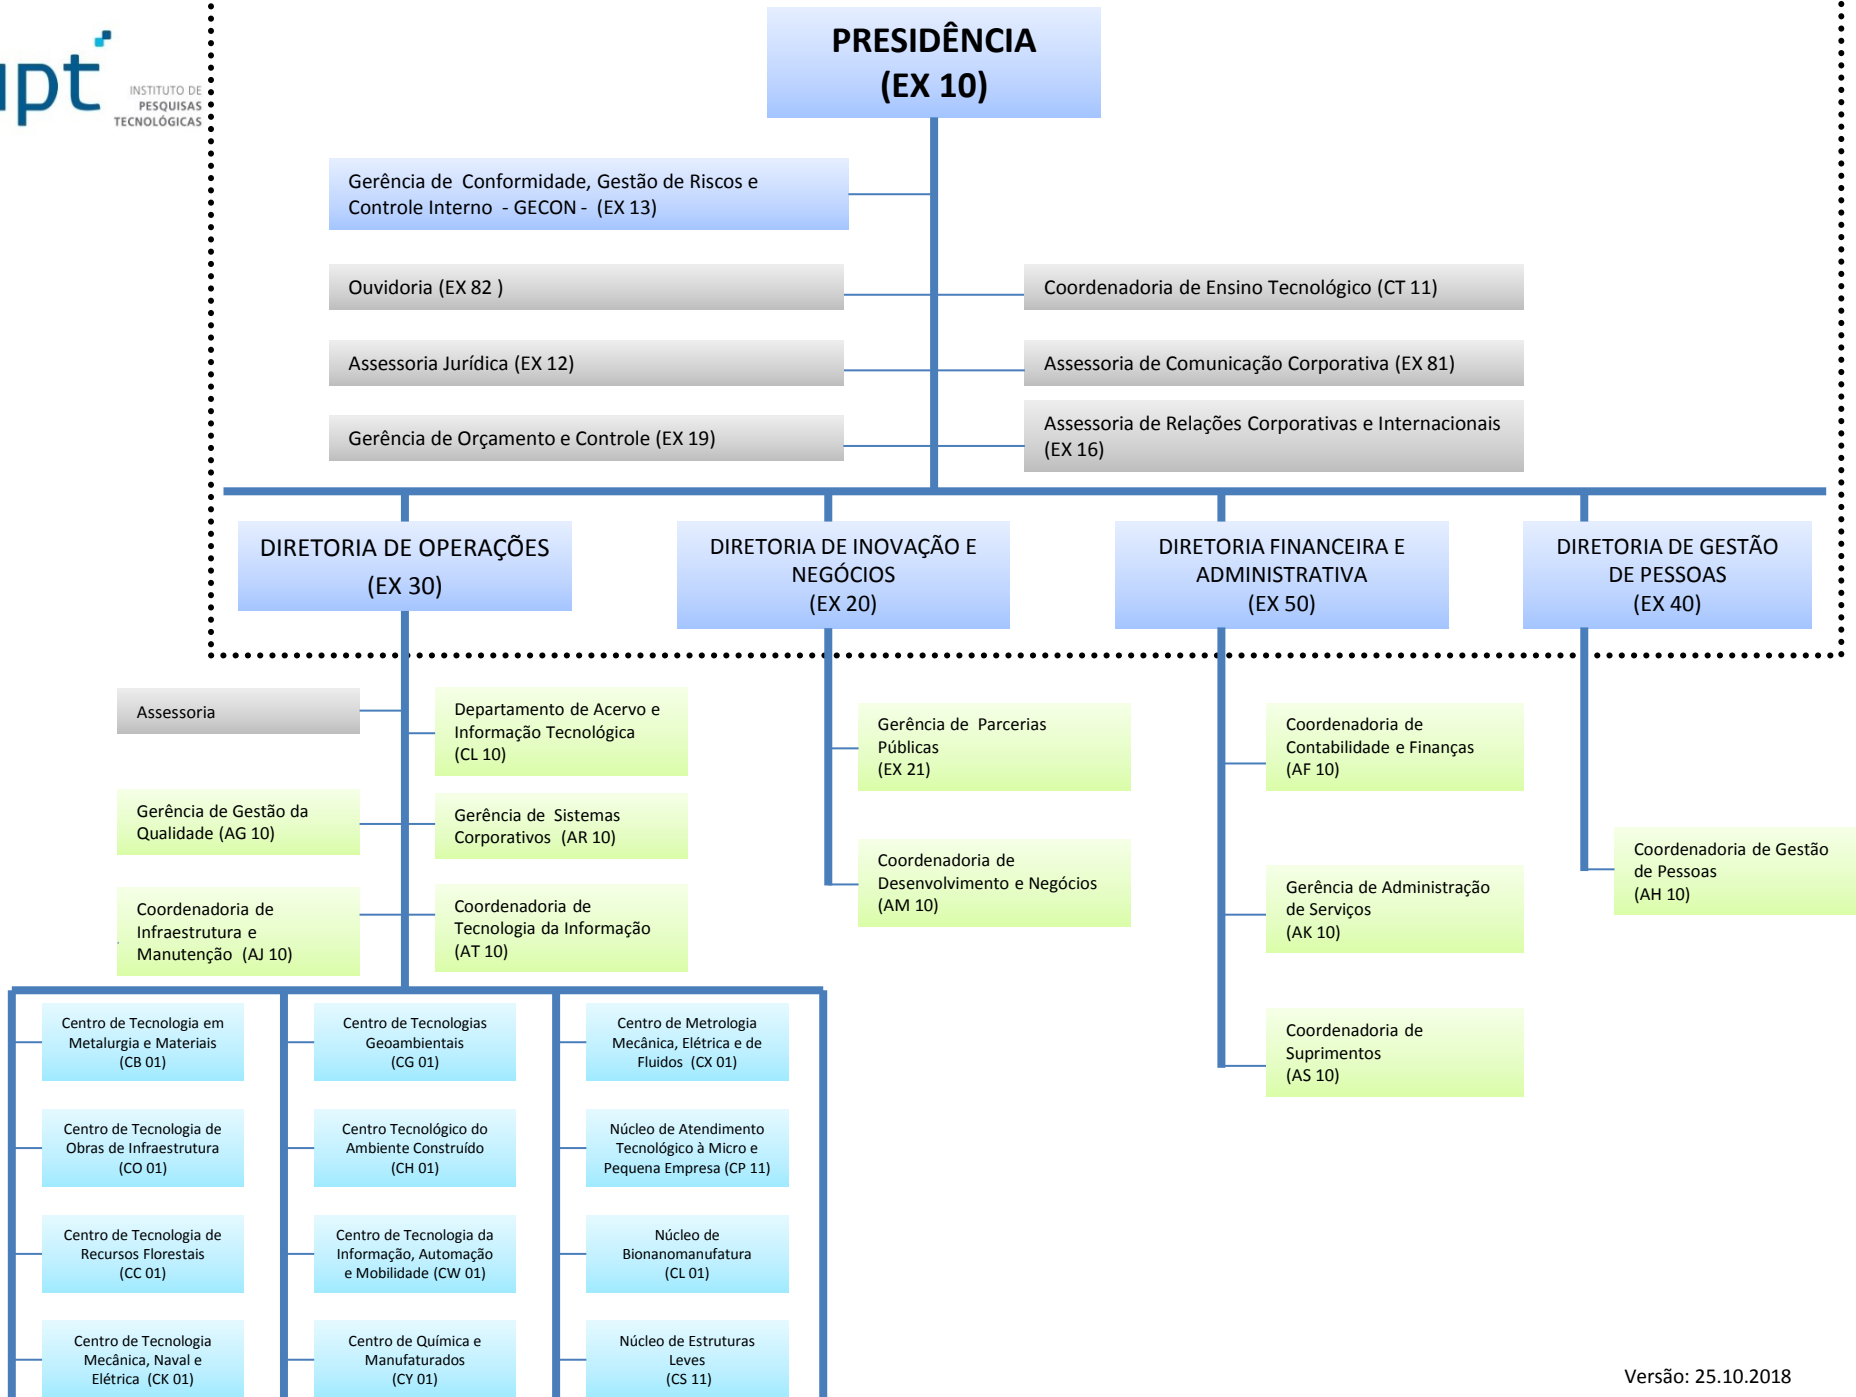 ipt
INSTITUTO DE
PESQUISAS
TECNOLÓGICAS
PRESIDÊNCIA
(EX 10)
Gerência de Conformidade, Gestão de Riscos e
Controle Interno - GECON - (EX 13)
Ouvidoria (EX 82 )
Coordenadoria de Ensino Tecnológico (CT 11)
Assessoria Jurídica (EX 12)
Assessoria de Comunicação Corporativa (EX 81)
Gerência de Orçamento e Controle (EX 19)
Assessoria de Relações Corporativas e Internacionais
(EX 16)
DIRETORIA DE OPERAÇÕES
(EX 30)
DIRETORIA DE INOVAÇÃO E
NEGÓCIOS
(EX 20)
DIRETORIA FINANCEIRA E
ADMINISTRATIVA
(EX 50)
DIRETORIA DE GESTÃO
DE PESSOAS
(EX 40)
Assessoria
Departamento de Acervo e
Informação Tecnológica
(CL 10)
Gerência de Gestão da
Qualidade (AG 10)
Gerência de Sistemas
Corporativos (AR 10)
Coordenadoria de
Infraestrutura e
Manutenção (AJ 10)
Coordenadoria de
Tecnologia da Informação
(AT 10)
Gerência de Parcerias
Públicas
(EX 21)
Coordenadoria de
Desenvolvimento e Negócios
(AM 10)
Coordenadoria de
Contabilidade e Finanças
(AF 10)
Gerência de Administração
de Serviços
(AK 10)
Coordenadoria de
Suprimentos
(AS 10)
Coordenadoria de Gestão
de Pessoas
(AH 10)
Centro de Tecnologia em
Metalurgia e Materiais
(CB 01)
Centro de Tecnologias
Geoambientais
(CG 01)
Centro de Metrologia
Mecânica, Elétrica e de
Fluidos (CX 01)
Centro de Tecnologia de
Obras de Infraestrutura
(CO 01)
Centro Tecnológico do
Ambiente Construído
(CH 01)
Núcleo de Atendimento
Tecnológico à Micro e
Pequena Empresa (CP 11)
Centro de Tecnologia de
Recursos Florestais
(CC 01)
Centro de Tecnologia da
Informação, Automação
e Mobilidade (CW 01)
Núcleo de
Bionanomanufatura
(CL 01)
Centro de Tecnologia
Mecânica, Naval e
Elétrica (CK 01)
Centro de Química e
Manufaturados
(CY 01)
Núcleo de Estruturas
Leves
(CS 11)
Versão: 25.10.2018